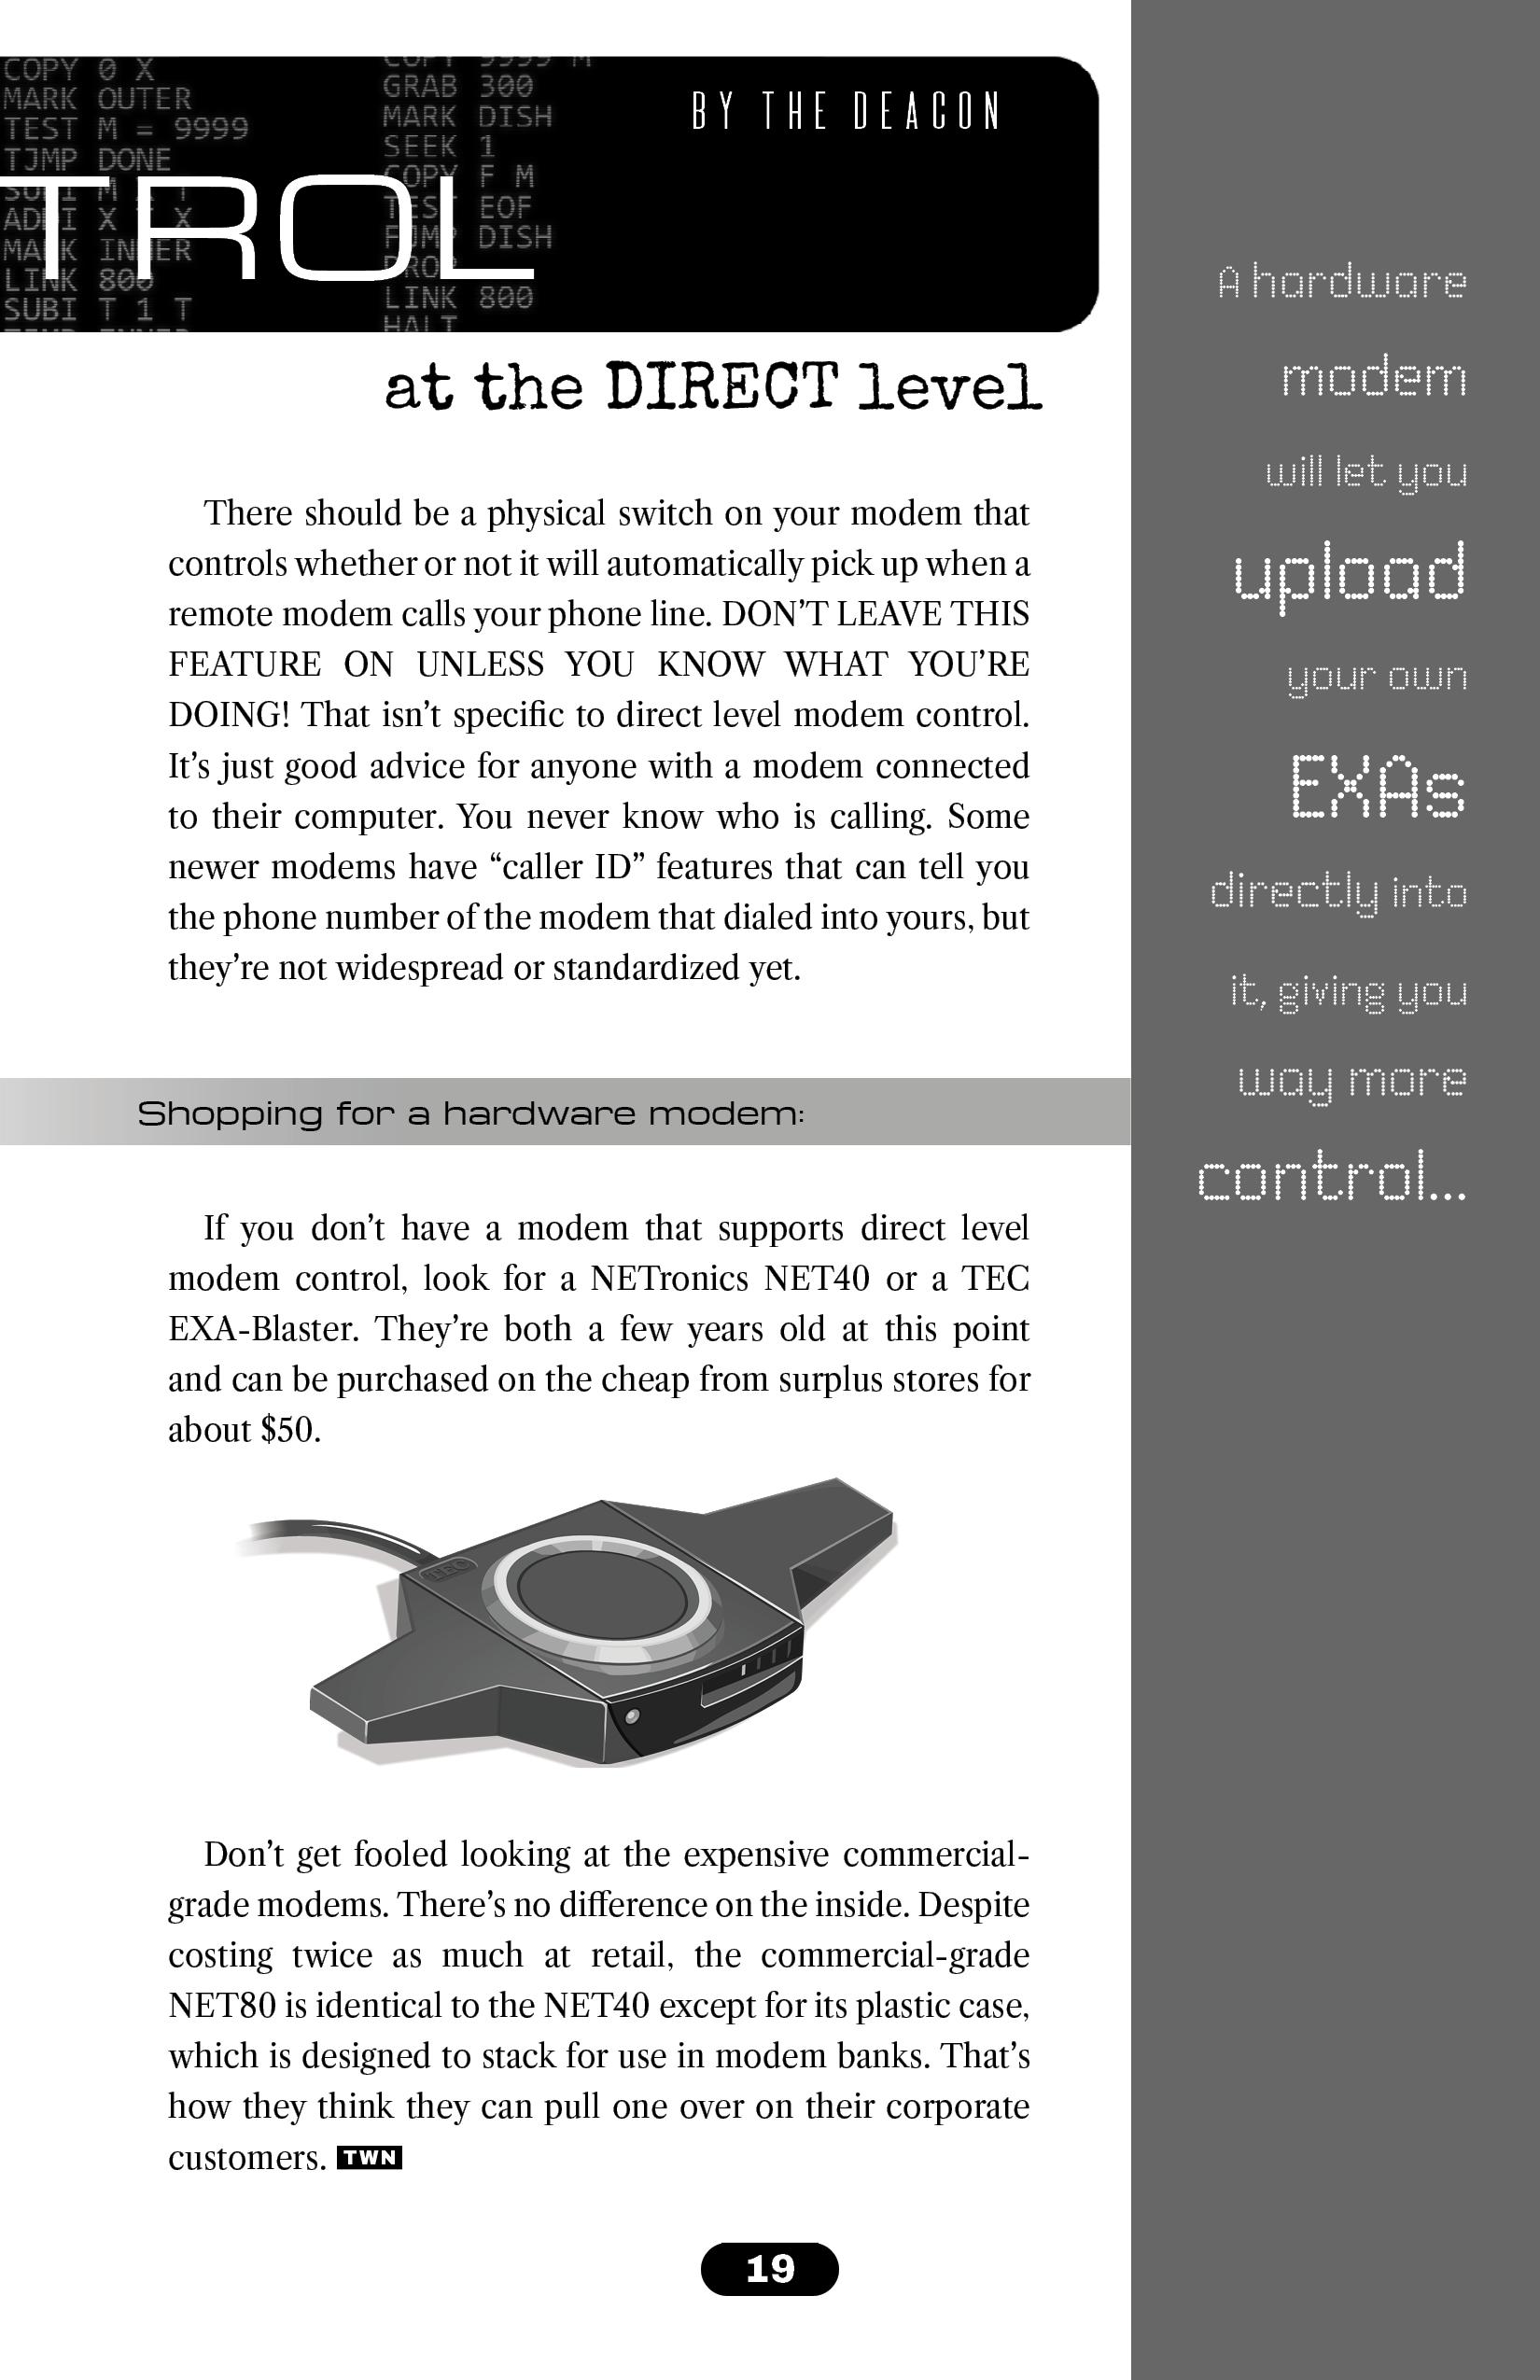 COPY 0 X
MARK OUTER
TEST M = 9999
TJMP DONE
SUBI M X T
ADDI X T X
MARK INNER
LINK 800
SUBI T 1 T
COPY 9999 M
GRAB 300
MARK DISH
SEEK 1
COPY F M
TEST EOF
FJMP DISH
DROP
LINK 800
HALT
BY THE DEACON
TROL
at the DIRECT level
There should be a physical switch on your modem that
controls whether or not it will automatically pick up when a
remote modem calls your phone line. DON’T LEAVE THIS
FEATURE ON UNLESS YOU KNOW WHAT YOU’RE
DOING! That isn’t specific to direct level modem control.
It’s just good advice for anyone with a modem connected
to their computer. You never know who is calling. Some
newer modems have “caller ID” features that can tell you
the phone number of the modem that dialed into yours, but
they’re not widespread or standardized yet.
Shopping for a hardware modem:
If you don’t have a modem that supports direct level
modem control, look for a NETronics NET40 or a TEC
EXA-Blaster. They’re both a few years old at this point
and can be purchased on the cheap from surplus stores for
about $50.
TEC
Don’t get fooled looking at the expensive commercial-
grade modems. There’s no difference on the inside. Despite
costing twice as much at retail, the commercial-grade
NET80 is identical to the NET40 except for its plastic case,
which is designed to stack for use in modem banks. That’s
how they think they can pull one over on their corporate
customers. TWN
19
A hardware
modem
will let you
upload
your own
EXAs
directly into
it, giving you
way more
control...